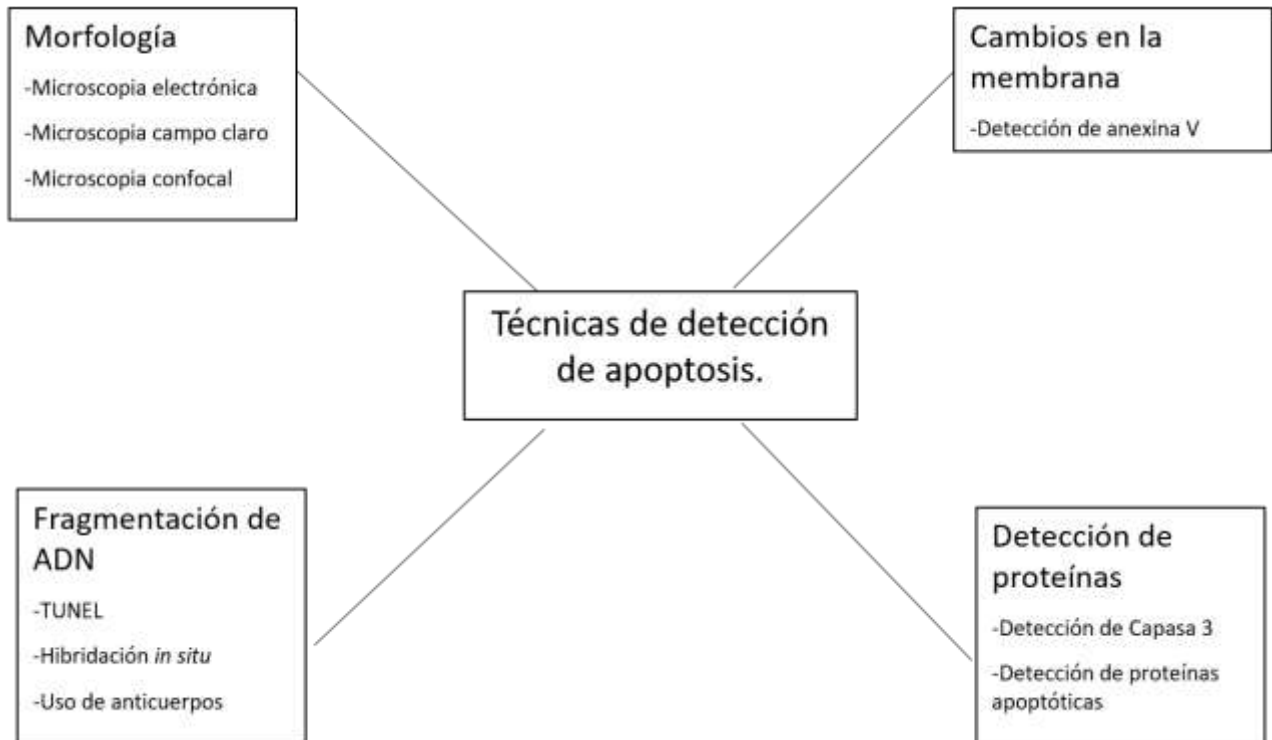 Morfología
-Microscopia electrónica
-Microscopia campo claro
-Microscopia confocal
Cambios en la
membrana
-Detección de anexina V
Técnicas de detección
de apoptosis.
Fragmentación de
ADN
-TUNEL
-Hibridación in situ
-Uso de anticuerpos
Detección de
proteínas
-Detección de Capasa 3
-Detección de proteínas
apoptóticas